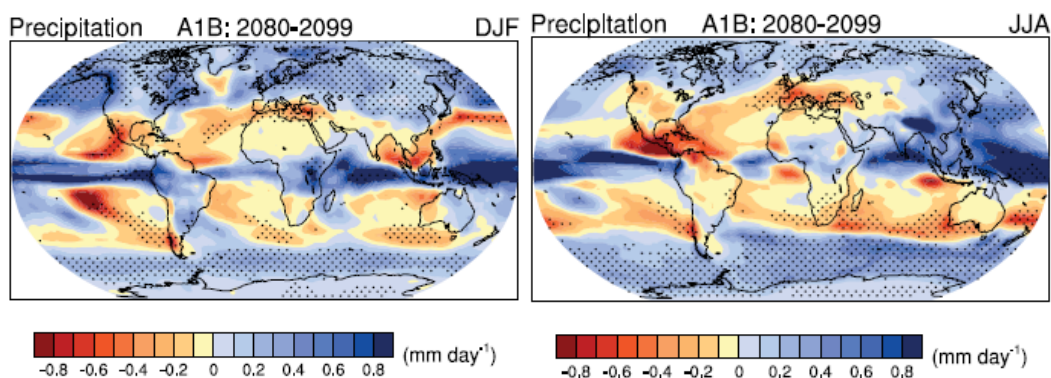 Precipitation A1B: 2080-2099 DJF
Precipitation A1B: 2080-2099 JJA
-0.8 -0.6 -0.4 -0.2 0 0.2 0.4 0.6 0.8 (mm day-1)
-0.8 -0.6 -0.4 -0.2 0 0.2 0.4 0.6 0.8 (mm day-1)